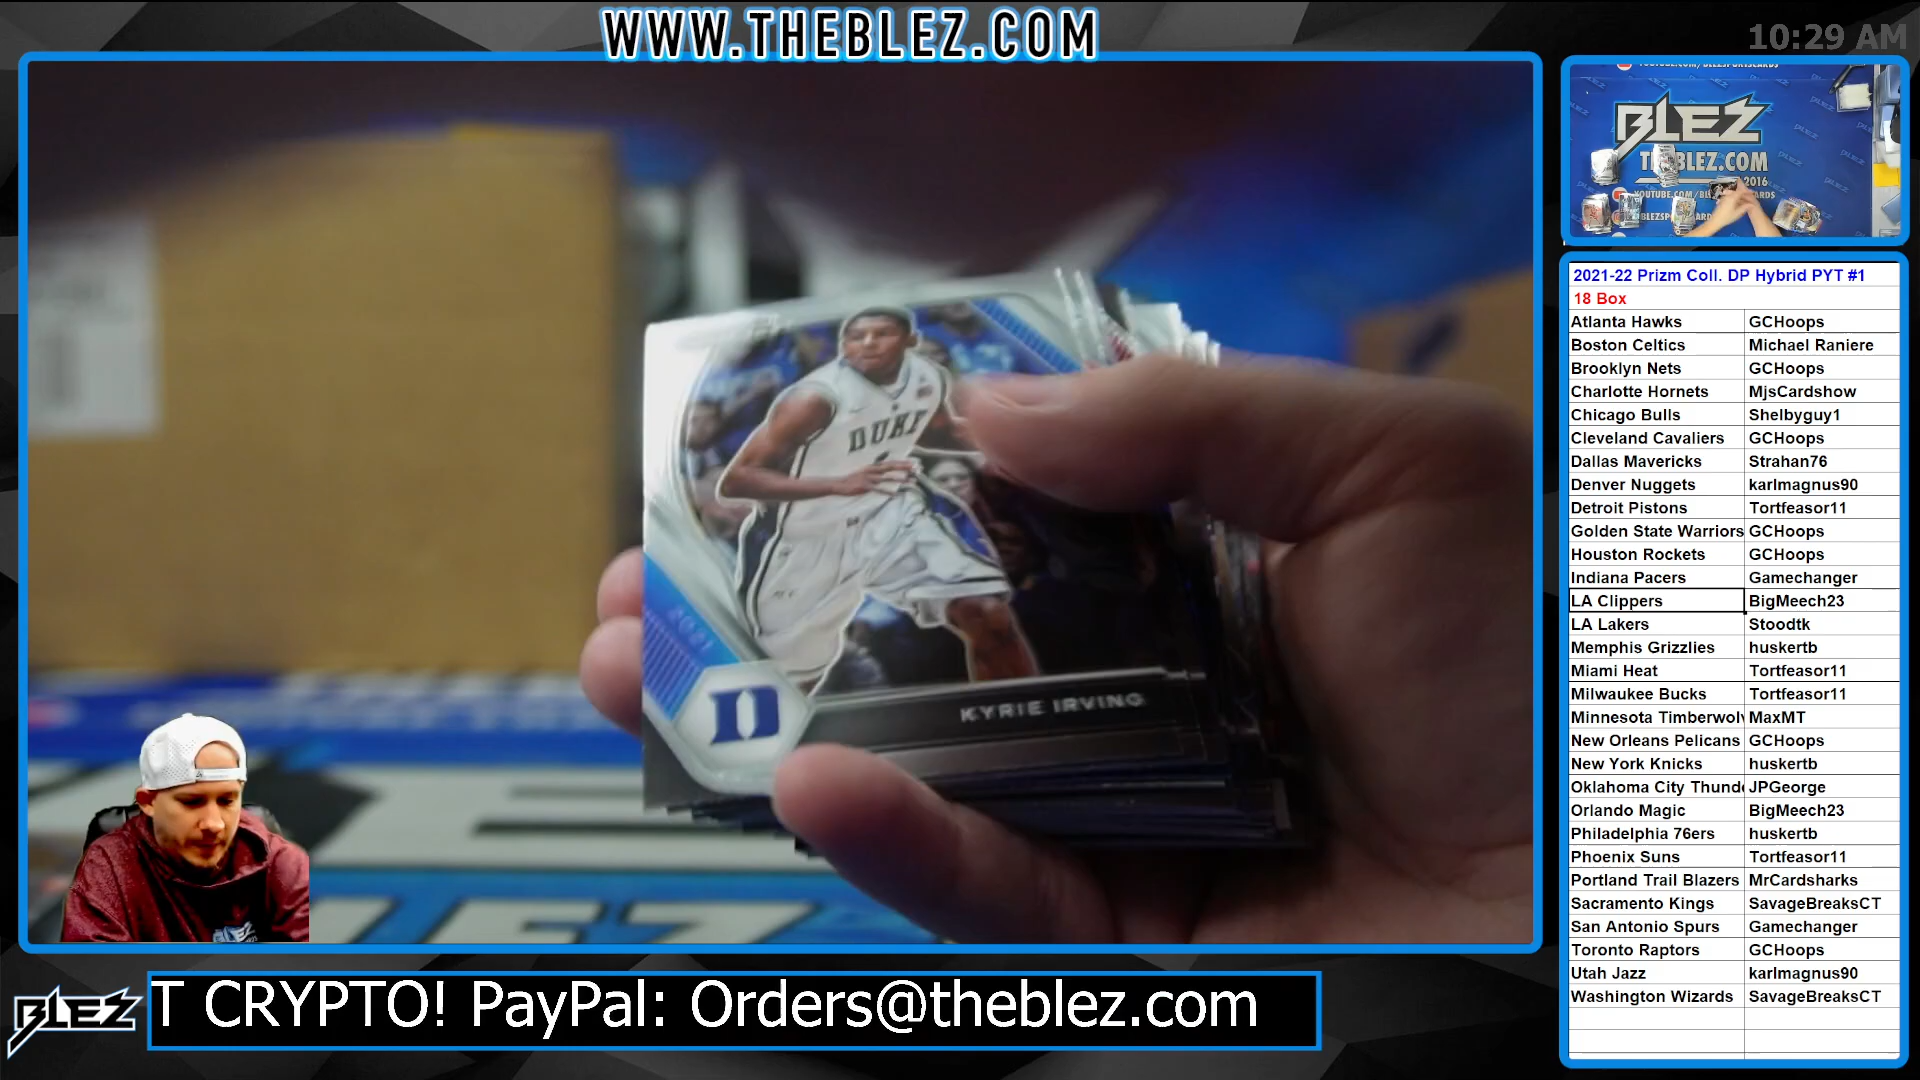 WWW.THEBLEZ.COM
10:29 AM
BLEZ
THEBLEZ.COM
2016
DUKE
D
KYRIE IRVING
2021-22 Prizm Coll. DP Hybrid PYT #1
18 Box
Atlanta Hawks GCHoops
Boston Celtics Michael Raniere
Brooklyn Nets GCHoops
Charlotte Hornets MjsCardshow
Chicago Bulls Shelbyguy1
Cleveland Cavaliers GCHoops
Dallas Mavericks Strahan76
Denver Nuggets karlmagnus90
Detroit Pistons Tortfeasor11
Golden State Warriors GCHoops
Houston Rockets GCHoops
Indiana Pacers Gamechanger
LA Clippers BigMeech23
LA Lakers Stoodtk
Memphis Grizzlies huskertb
Miami Heat Tortfeasor11
Milwaukee Bucks Tortfeasor11
Minnesota Timberwolv MaxMT
New Orleans Pelicans GCHoops
New York Knicks huskertb
Oklahoma City Thunde JPGeorge
Orlando Magic BigMeech23
Philadelphia 76ers huskertb
Phoenix Suns Tortfeasor11
Portland Trail Blazers MrCardsharks
Sacramento Kings SavageBreaksCT
San Antonio Spurs Gamechanger
Toronto Raptors GCHoops
Utah Jazz karlmagnus90
Washington Wizards SavageBreaksCT
BLEZ
T CRYPTO! PayPal: Orders@theblez.com